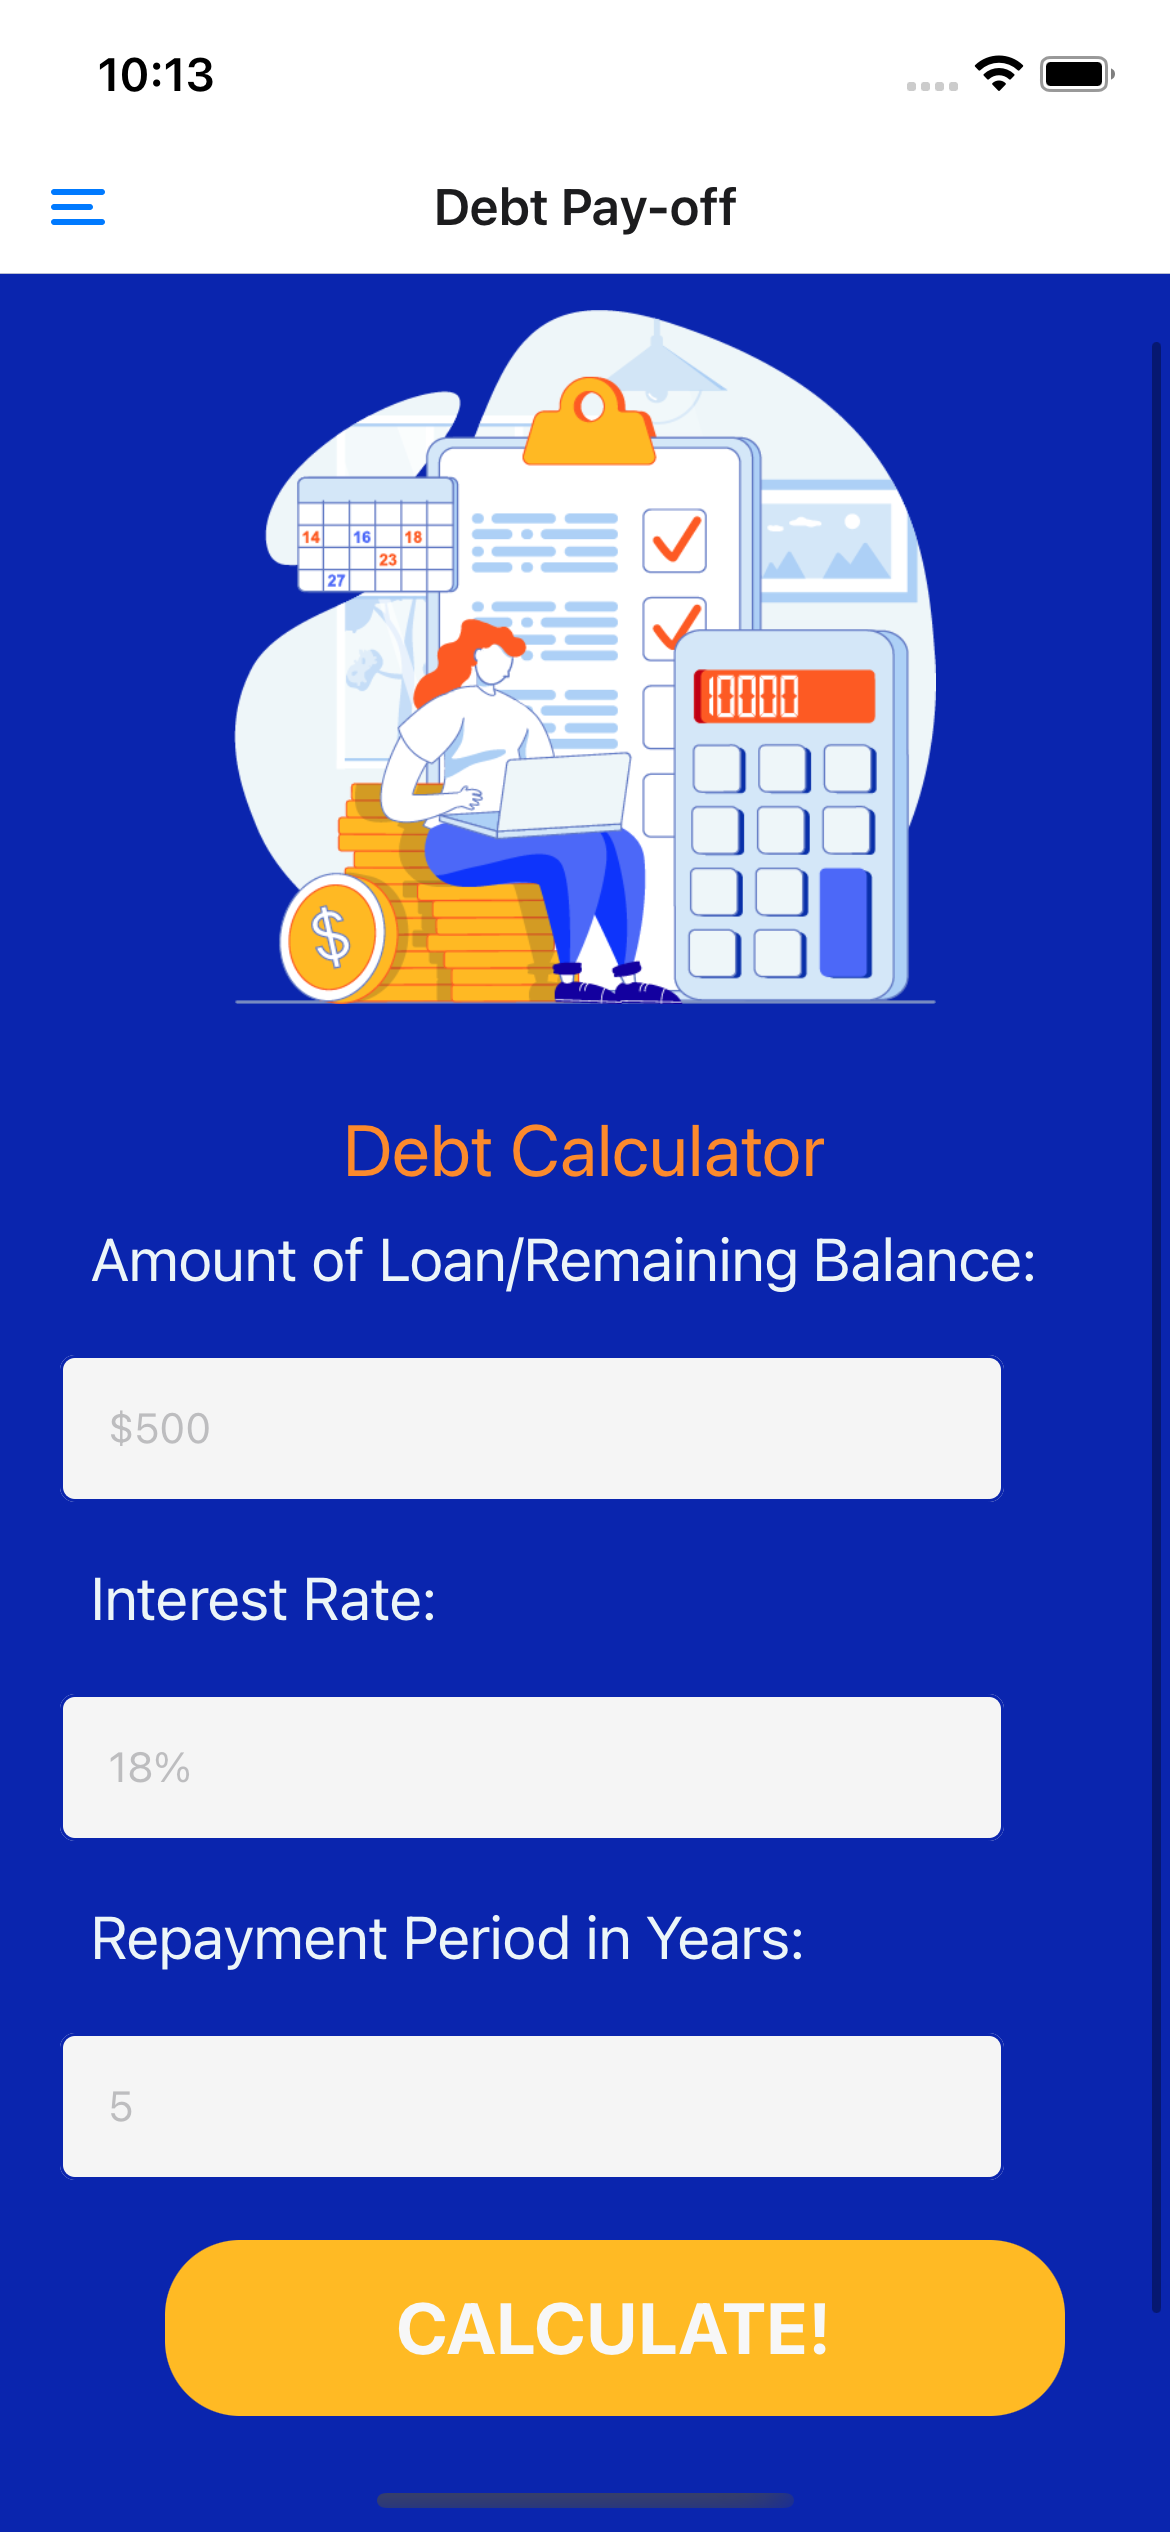 10:13
Debt Pay-off
14 16 18
23
27
10000
$
Debt Calculator
Amount of Loan/Remaining Balance:
$500
Interest Rate:
18%
Repayment Period in Years:
5
CALCULATE!